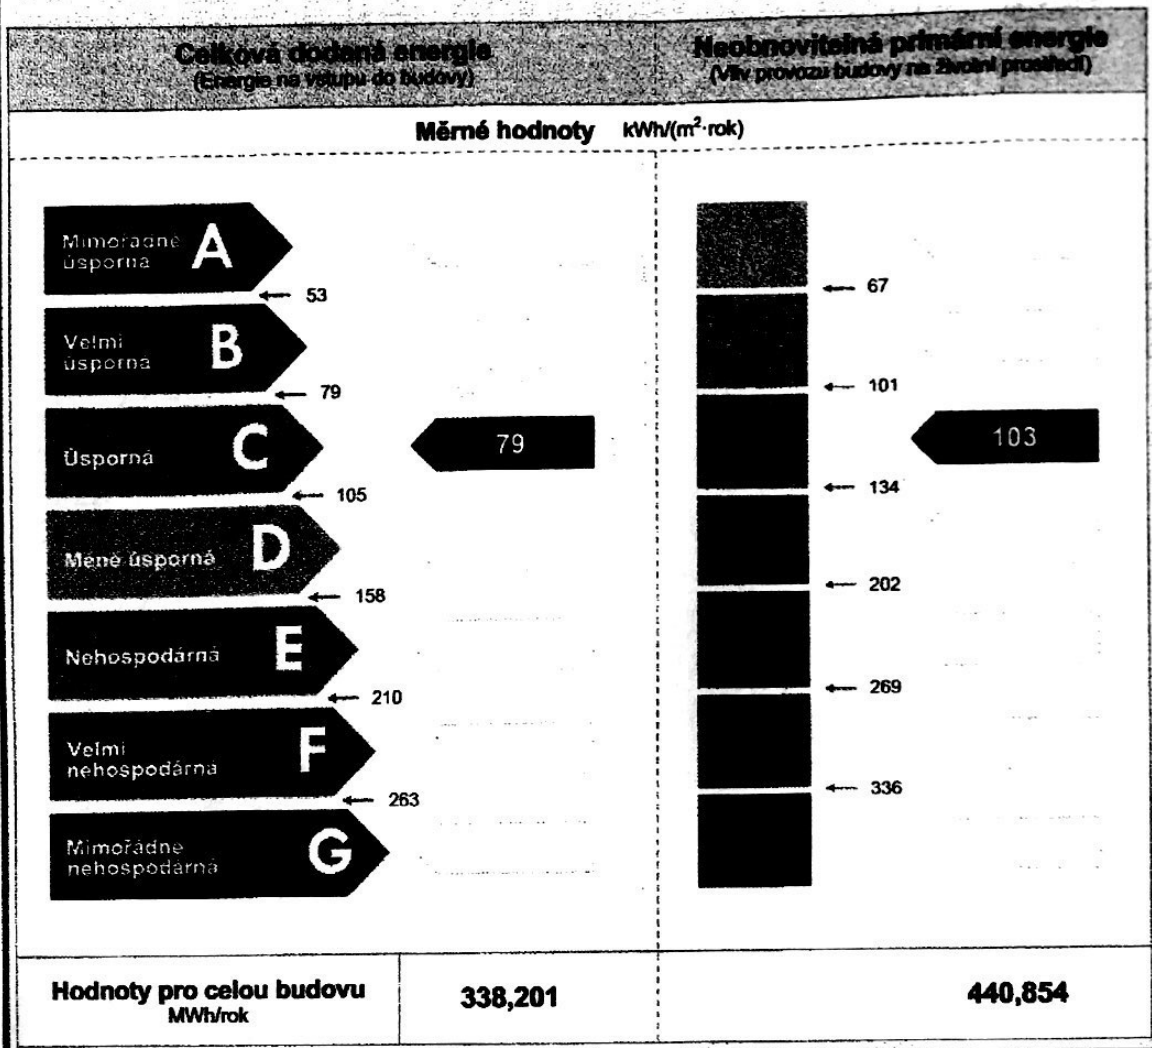 Celková dodaná energie
(Energie na vstupu do budovy)
Neobnovitelná primární energie
(Vliv provozu budovy na životní prostředí)
Měrné hodnoty kWh/(m²·rok)
Mimořádně
úsporná
A
53
Velmi
úsporná
B
79
Úsporná
C
105
79
Méně úsporná
D
158
Nehospodárná
E
210
Velmi
nehospodárná
F
263
Mimořádně
nehospodárná
G
67
101
103
134
202
269
336
Hodnoty pro celou budovu
MWh/rok
338,201
440,854